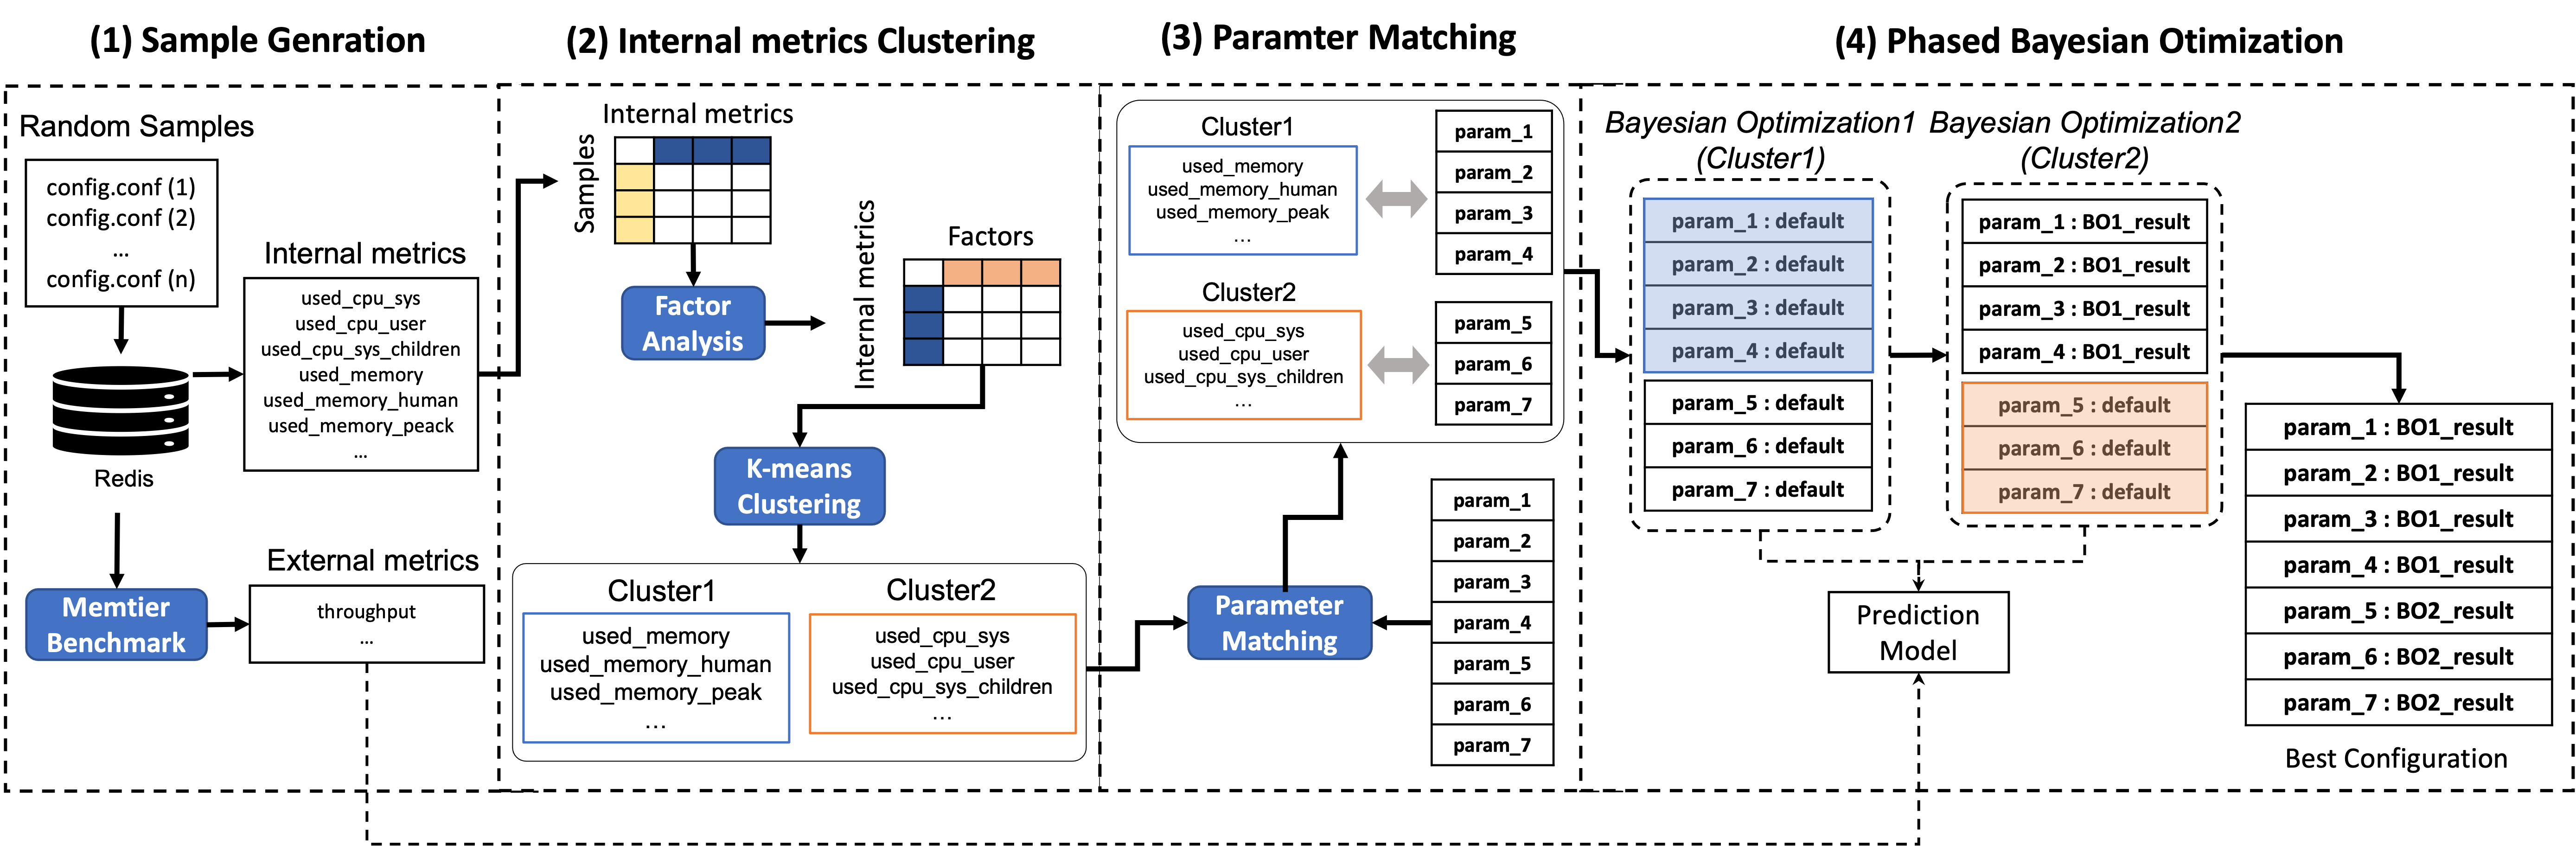 (1) Sample Genration
Random Samples
config.conf (1)
config.conf (2)
...
config.conf (n)
Redis
Memtier
Benchmark
Internal metrics
used_cpu_sys
used_cpu_user
used_cpu_sys_children
used_memory
used_memory_human
used_memory_peack
...
External metrics
throughput
...
(2) Internal metrics Clustering
Internal metrics
Samples
Factor
Analysis
Factors
Internal metrics
K-means
Clustering
Cluster1
used_memory
used_memory_human
used_memory_peak
...
Cluster2
used_cpu_sys
used_cpu_user
used_cpu_sys_children
...
(3) Paramter Matching
Cluster1
used_memory
used_memory_human
used_memory_peak
...
param_1
param_2
param_3
param_4
Cluster2
used_cpu_sys
used_cpu_user
used_cpu_sys_children
...
param_5
param_6
param_7
Parameter
Matching
param_1
param_2
param_3
param_4
param_5
param_6
param_7
(4) Phased Bayesian Otimization
Bayesian Optimization1
(Cluster1)
param_1 : default
param_2 : default
param_3 : default
param_4 : default
param_5 : default
param_6 : default
param_7 : default
Bayesian Optimization2
(Cluster2)
param_1 : BO1_result
param_2 : BO1_result
param_3 : BO1_result
param_4 : BO1_result
param_5 : default
param_6 : default
param_7 : default
Prediction
Model
param_1 : BO1_result
param_2 : BO1_result
param_3 : BO1_result
param_4 : BO1_result
param_5 : BO2_result
param_6 : BO2_result
param_7 : BO2_result
Best Configuration